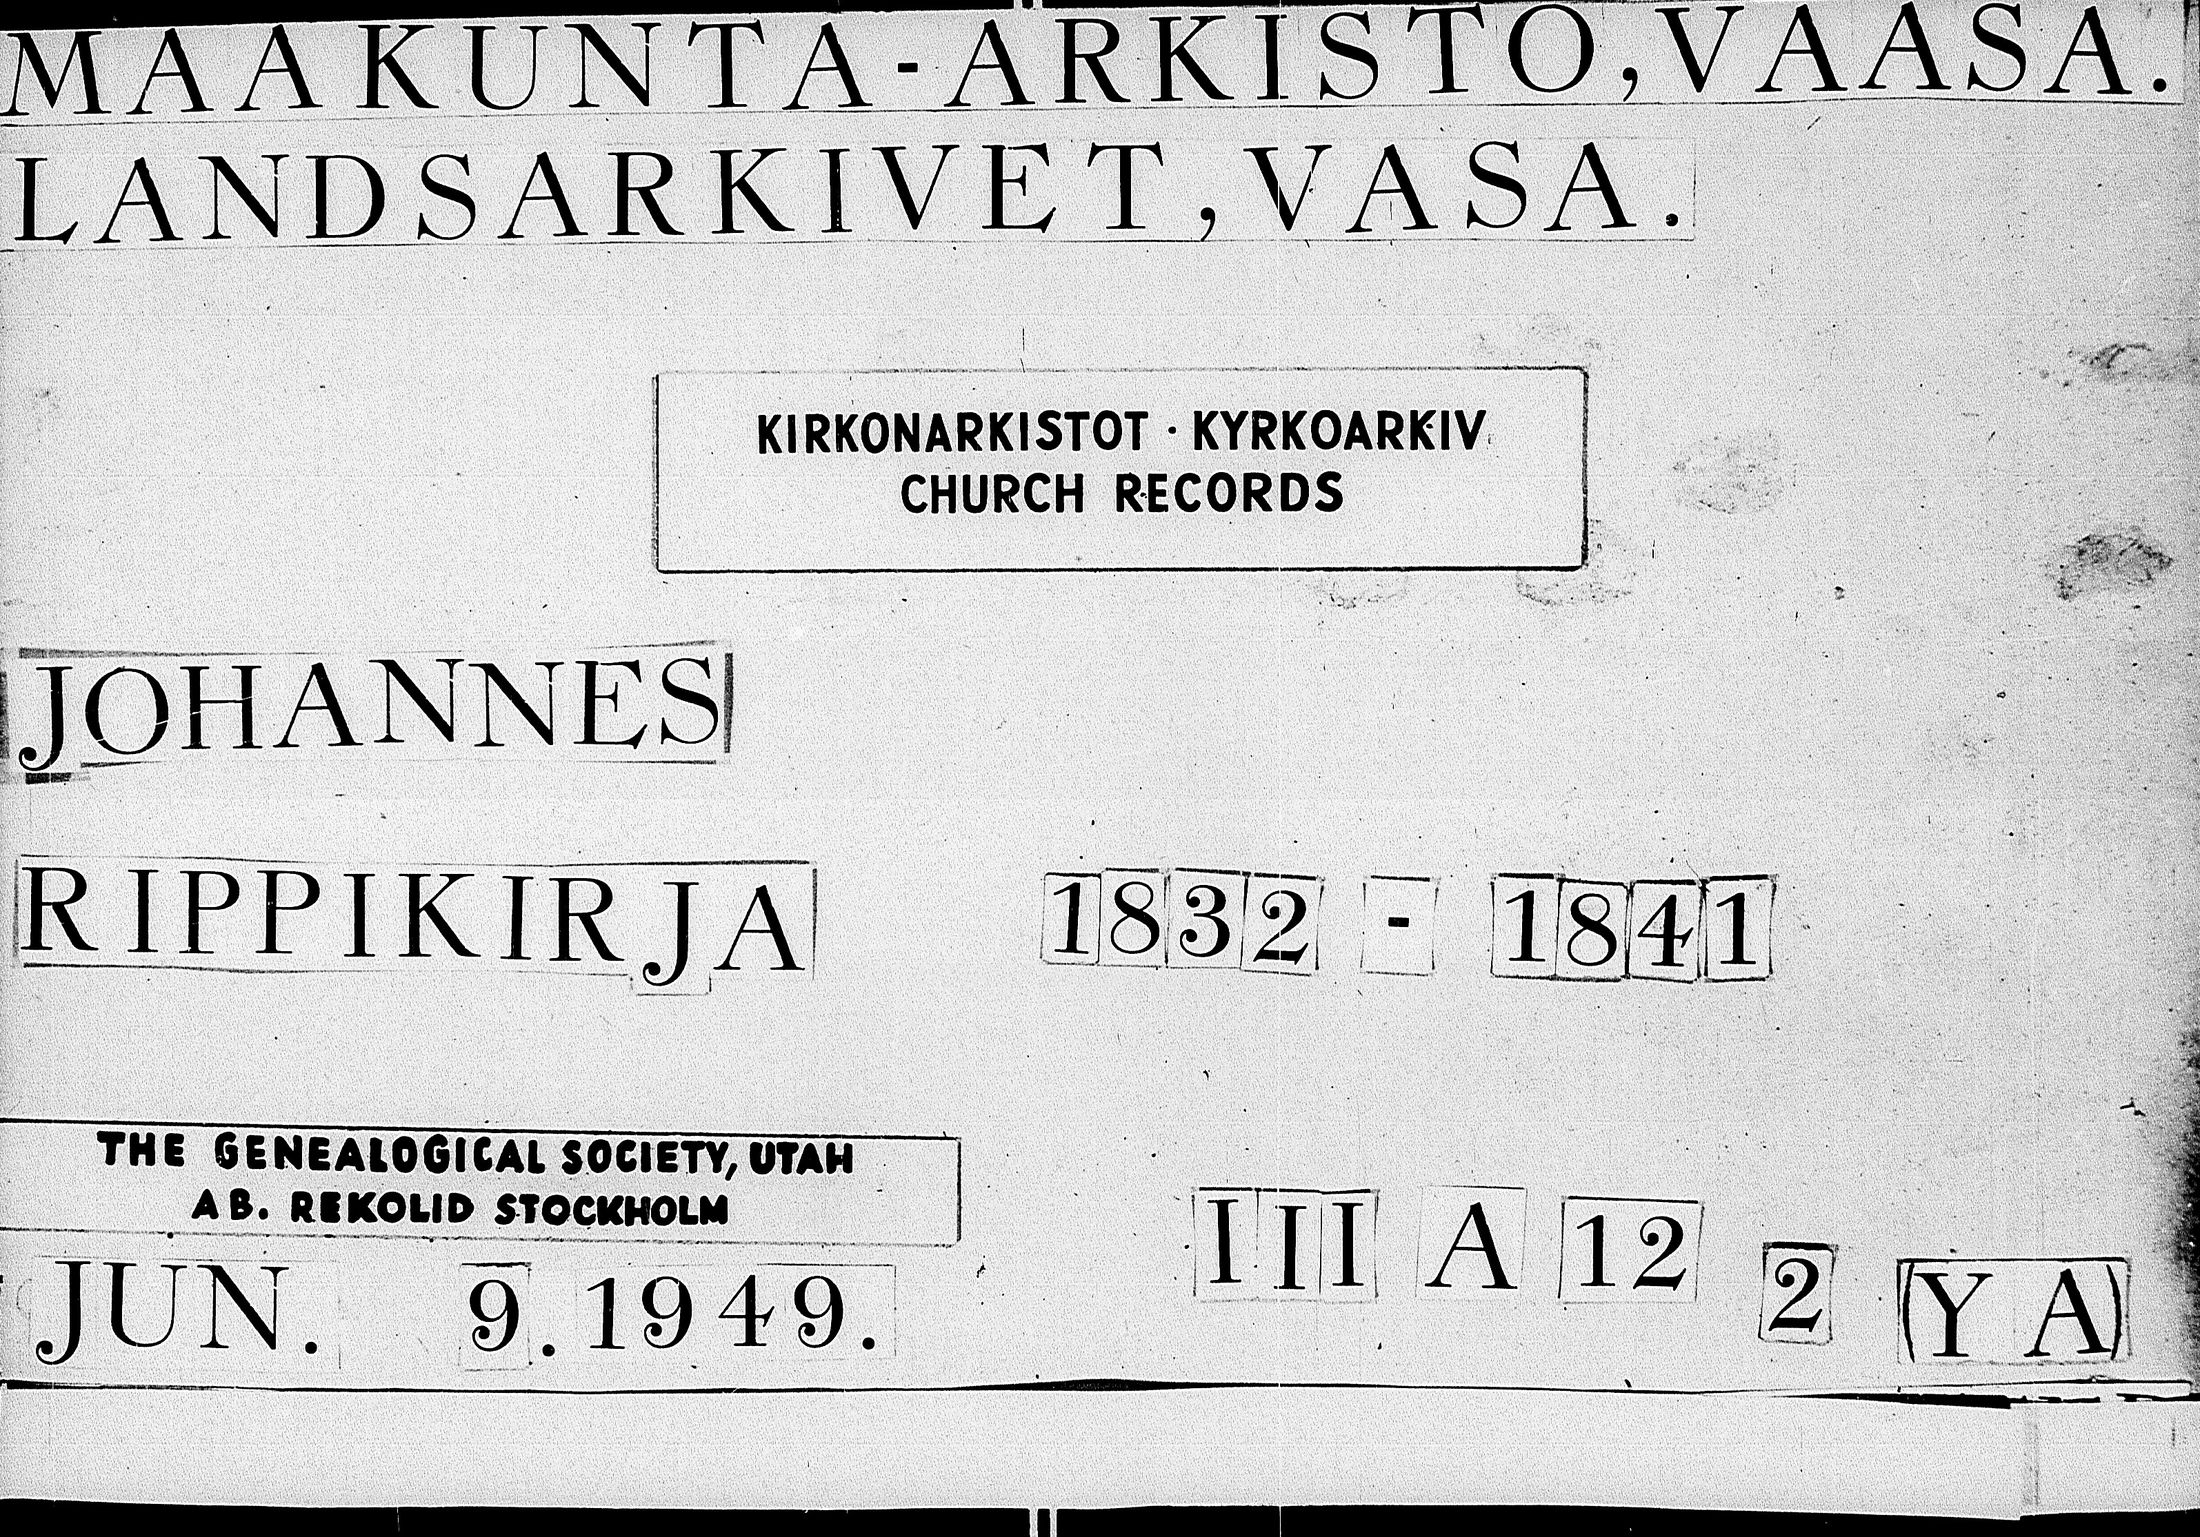 MAAKUNTA-ARKISTO, VAASA.
LANDSARKIVET, VASA.
KIRKONARKISTOT · KYRKOARKIV
CHURCH RECORDS
JOHANNES
RIPPIKIRJA 1832 - 1841
THE GENEALOGICAL SOCIETY, UTAH
AB. REKOLID STOCKHOLM
JUN. 9. 1949. III A 12 2 (YA)